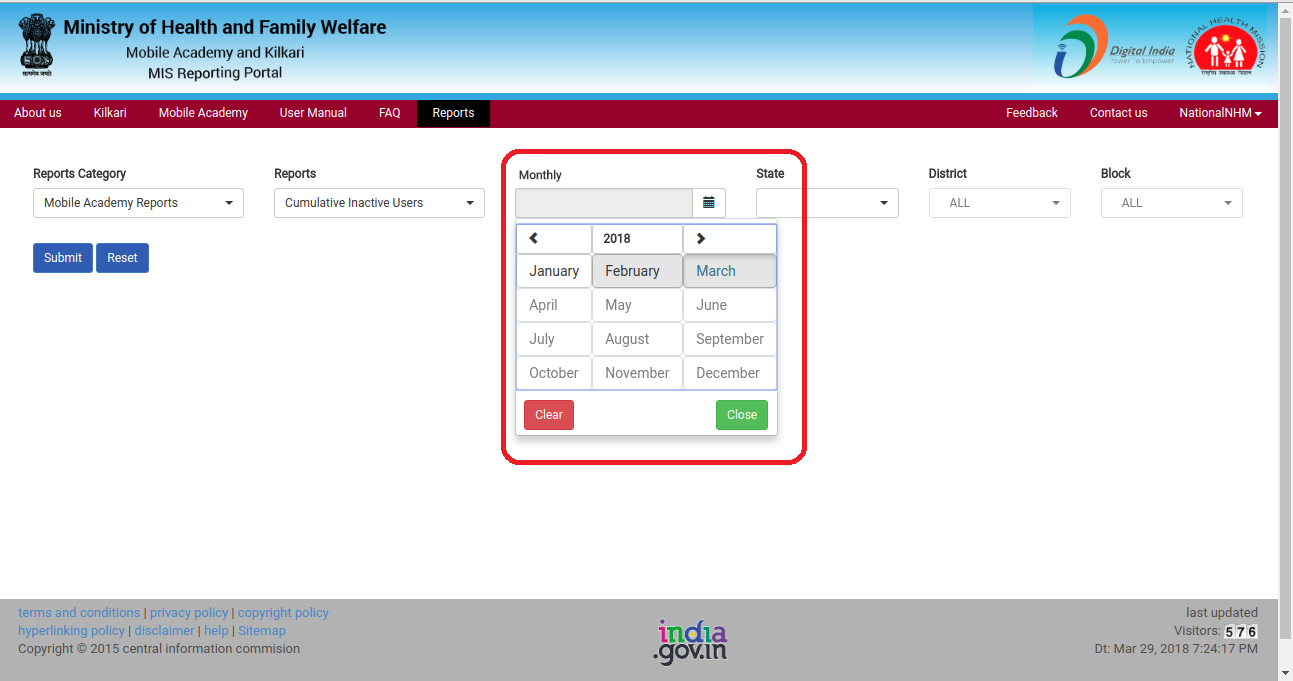 Ministry of Health and Family Welfare
Mobile Academy and Kilkari
MIS Reporting Portal
सत्यमेव जयते
Digital India
Power To Empower
NATIONAL HEALTH MISSION
राष्ट्रीय स्वास्थ्य मिशन
About us Kilkari Mobile Academy User Manual FAQ Reports Feedback Contact us NationalNHM
Reports Category Reports Monthly State District Block
Mobile Academy Reports Cumulative Inactive Users ALL ALL
Submit Reset
2018
January February March
April May June
July August September
October November December
Clear Close
terms and conditions | privacy policy | copyright policy
hyperlinking policy | disclaimer | help | Sitemap
Copyright © 2015 central information commision
india
.gov.in
last updated
Visitors: 576
Dt: Mar 29, 2018 7:24:17 PM